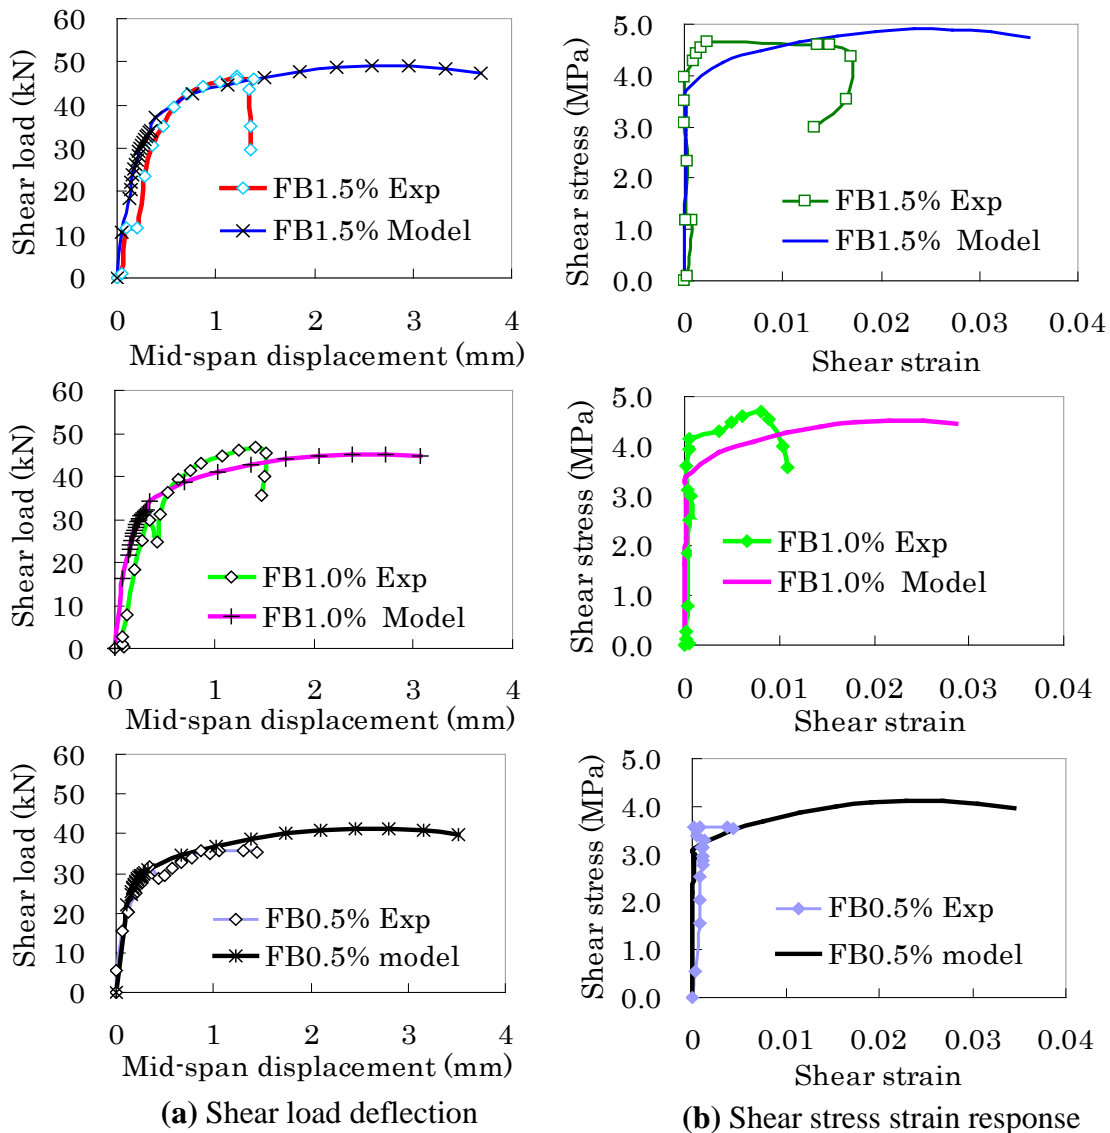 Shear load (kN)
60
50
40
30
20
10
0
FB1.5% Exp
FB1.5% Model
0 1 2 3 4
Mid-span displacement (mm)
Shear stress (MPa)
5.0
4.0
3.0
2.0
1.0
0.0
FB1.5% Exp
FB1.5% Model
0 0.01 0.02 0.03 0.04
Shear strain
Shear load (kN)
60
50
40
30
20
10
0
FB1.0% Exp
FB1.0% Model
0 1 2 3 4
Mid-span displacement (mm)
Shear stress (MPa)
5.0
4.0
3.0
2.0
1.0
0.0
FB1.0% Exp
FB1.0% Model
0 0.01 0.02 0.03 0.04
Shear strain
Shear load (kN)
60
50
40
30
20
10
0
FB0.5% Exp
FB0.5% model
0 1 2 3 4
Mid-span displacement (mm)
Shear stress (MPa)
5.0
4.0
3.0
2.0
1.0
0.0
FB0.5% Exp
FB0.5% model
0 0.01 0.02 0.03 0.04
Shear strain
(a) Shear load deflection
(b) Shear stress strain response